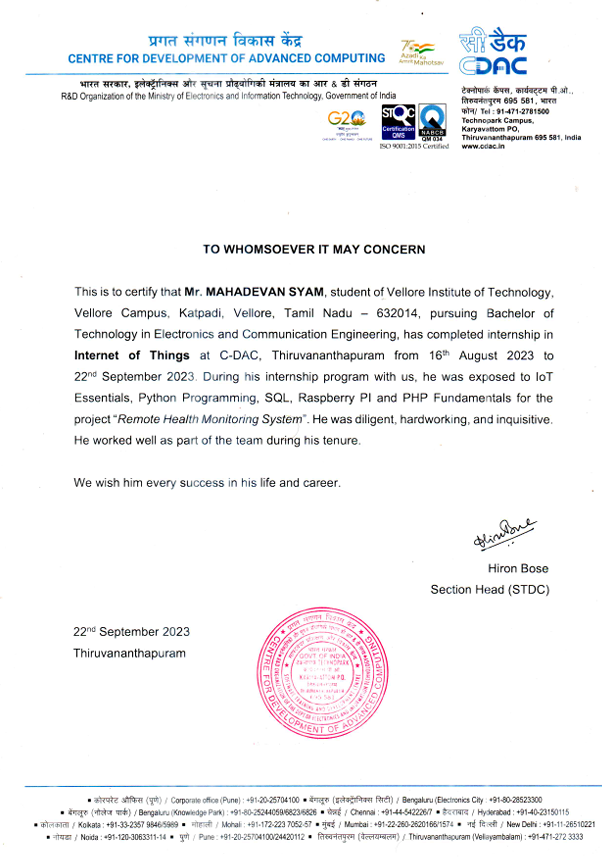 प्रगत संगणन विकास केंद्र
CENTRE FOR DEVELOPMENT OF ADVANCED COMPUTING
Azadi Ka
Amrit Mahotsav
सी डैक
CDAC
भारत सरकार, इलेक्ट्रॉनिक्स और सूचना प्रौद्योगिकी मंत्रालय का आर & डी संगठन
R&D Organization of the Ministry of Electronics and Information Technology, Government of India
G20
STQC
Certification
QMS
NABCB
QM 034
ISO 9001:2015 Certified
टेक्नोपार्क कैंपस, कार्यवट्टम पी.ओ.,
तिरुवनंतपुरम 695 581, भारत
फोन/ Tel : 91-471-2781500
Technopark Campus,
Karyavattom PO,
Thiruvananthapuram 695 581, India
www.cdac.in
TO WHOMSOEVER IT MAY CONCERN
This is to certify that Mr. MAHADEVAN SYAM, student of Vellore Institute of Technology,
Vellore Campus, Katpadi, Vellore, Tamil Nadu – 632014, pursuing Bachelor of
Technology in Electronics and Communication Engineering, has completed internship in
Internet of Things at C-DAC, Thiruvananthapuram from 16th August 2023 to
22nd September 2023. During his internship program with us, he was exposed to IoT
Essentials, Python Programming, SQL, Raspberry PI and PHP Fundamentals for the
project “Remote Health Monitoring System”. He was diligent, hardworking, and inquisitive.
He worked well as part of the team during his tenure.
We wish him every success in his life and career.
Hiron Bose
Hiron Bose
Section Head (STDC)
22nd September 2023
Thiruvananthapuram
CENTRE FOR DEVELOPMENT OF ADVANCED COMPUTING
GOVT OF INDIA
• कोरपरेट ऑफिस (पुणे) / Corporate office (Pune) : +91-20-25704100 • बेंगलुरु (इलेक्ट्रॉनिक्स सिटी) / Bengaluru (Electronics City : +91-80-28523300
• बेंगलुरु (नोलेज पार्क) / Bengaluru (Knowledge Park) : +91-80-25244059/6823/6826 • चेन्नई / Chennai : +91-44-542226/7 • हैदराबाद / Hyderabad : +91-40-23150115
• कोलकाता / Kolkata : +91-33-2357 9846/5989 • मोहाली / Mohali : +91-172-223 7052-57 • मुंबई / Mumbai : +91-22-260-2620166/1574 • नई दिल्ली / New Delhi : +91-11-26510221
• नोयडा / Noida : +91-120-3063311-14 • पुणे / Pune : +91-20-25704100/24420112 • तिरुवनंतपुरम (वेल्लयम्बलम) / Thiruvananthapuram (Vellayambalam) : +91-471-272 3333